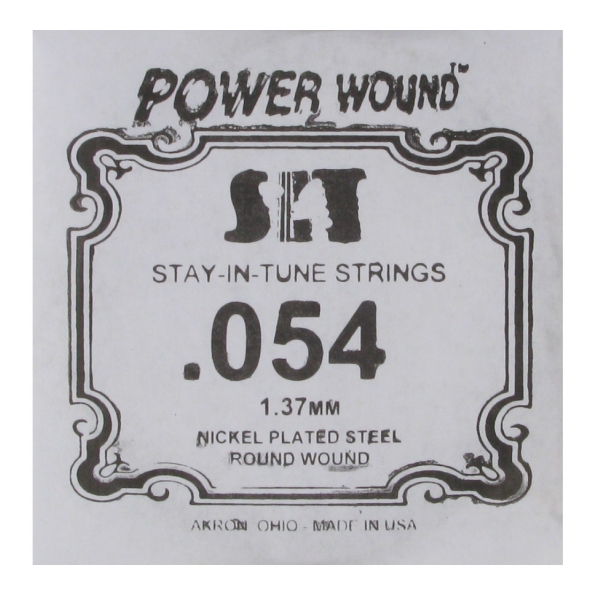 POWER WOUND™
SIT
STAY-IN-TUNE STRINGS
.054
1.37MM
NICKEL PLATED STEEL
ROUND WOUND
AKRON OHIO - MADE IN USA